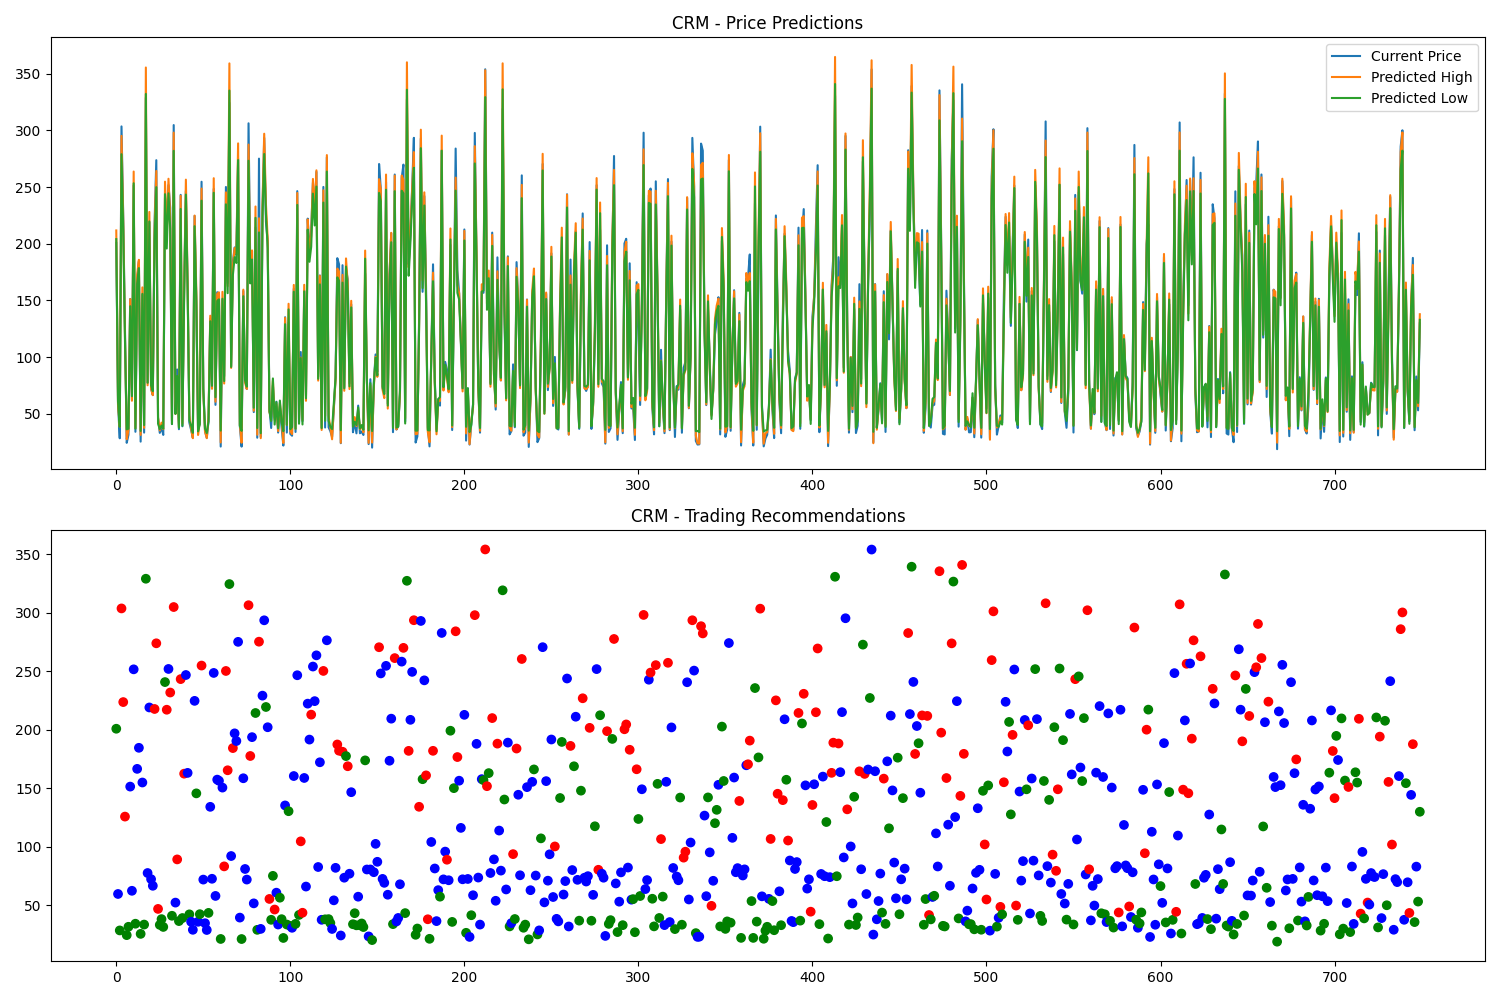 CRM - Price Predictions
350
300
250
200
150
100
50
Current Price
Predicted High
Predicted Low
0 100 200 300 400 500 600 700
CRM - Trading Recommendations
350
300
250
200
150
100
50
0 100 200 300 400 500 600 700